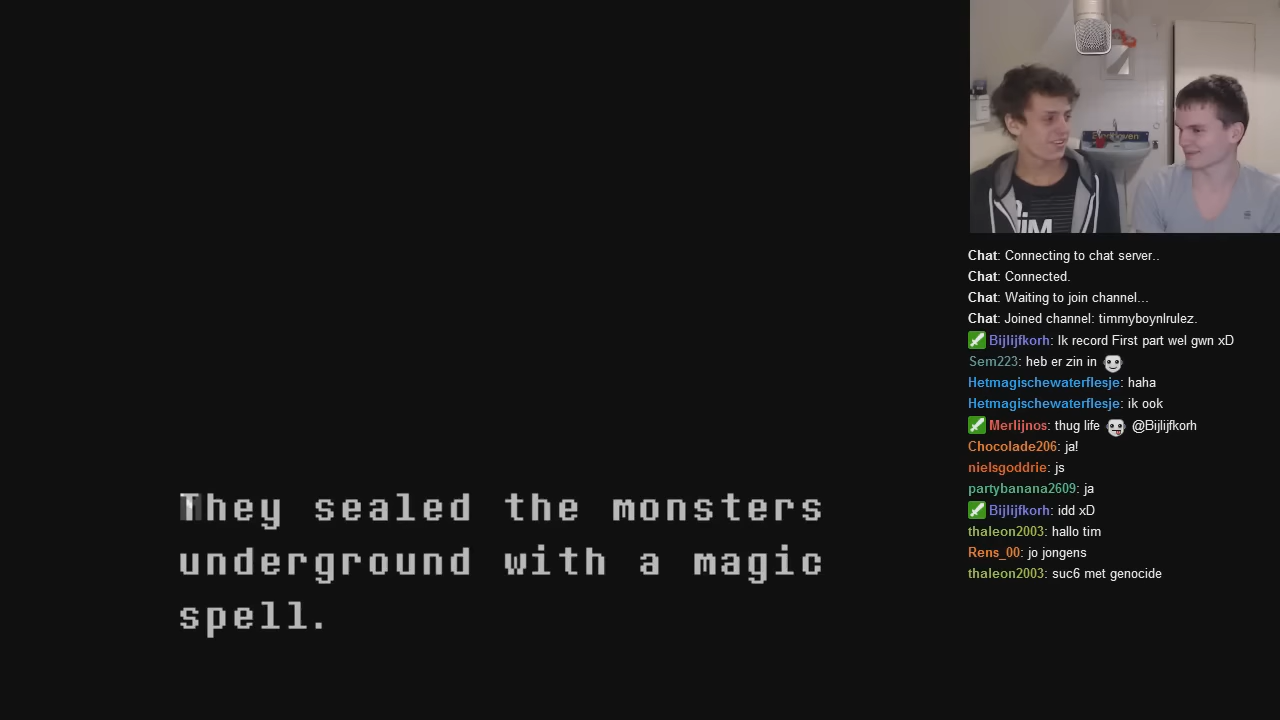 They sealed the monsters
underground with a magic
spell.
Chat: Connecting to chat server..
Chat: Connected.
Chat: Waiting to join channel...
Chat: Joined channel: timmyboynlrulez.
Bijlijfkorh: Ik record First part wel gwn xD
Sem223: heb er zin in
Hetmagischewaterflesje: haha
Hetmagischewaterflesje: ik ook
Merlijnos: thug life @Bijlijfkorh
Chocolade206: ja!
nielsgoddrie: js
partybanana2609: ja
Bijlijfkorh: idd xD
thaleon2003: hallo tim
Rens_00: jo jongens
thaleon2003: suc6 met genocide